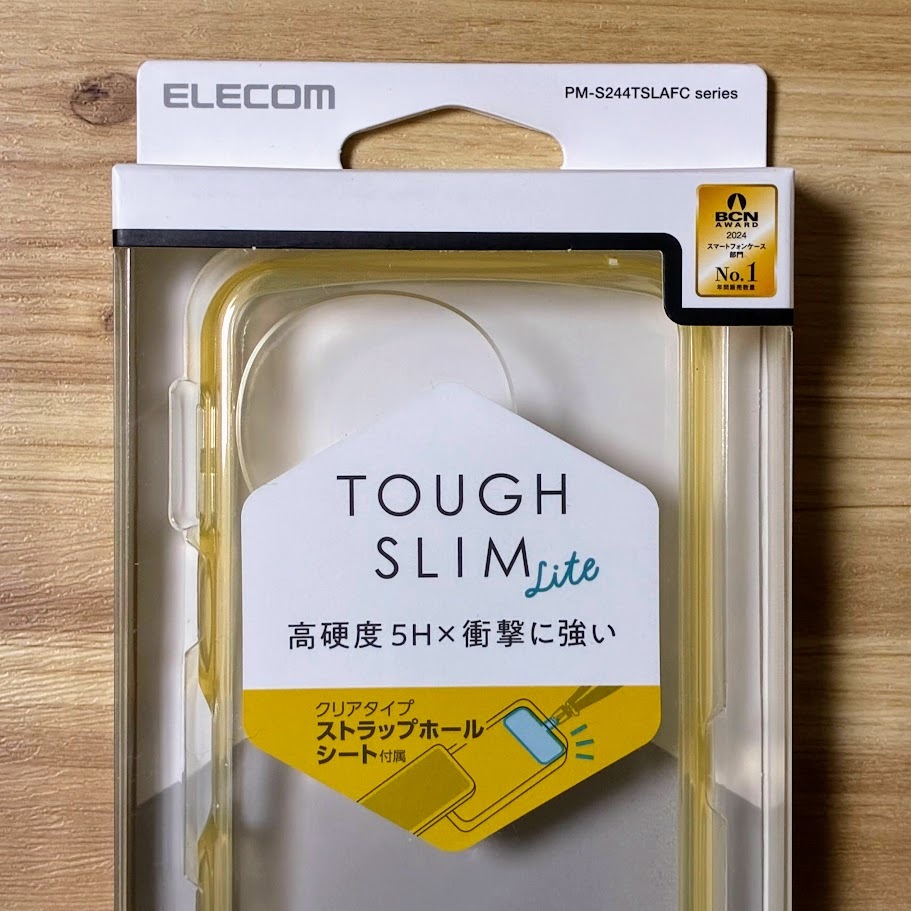 ELECOM
PM-S244TSLAFC series
BCN
AWARD
2024
スマートフォンケース
部門
No.1
年間販売数量
TOUGH
SLIM Lite
高硬度5H×衝撃に強い
クリアタイプ
ストラップホール
シート付属